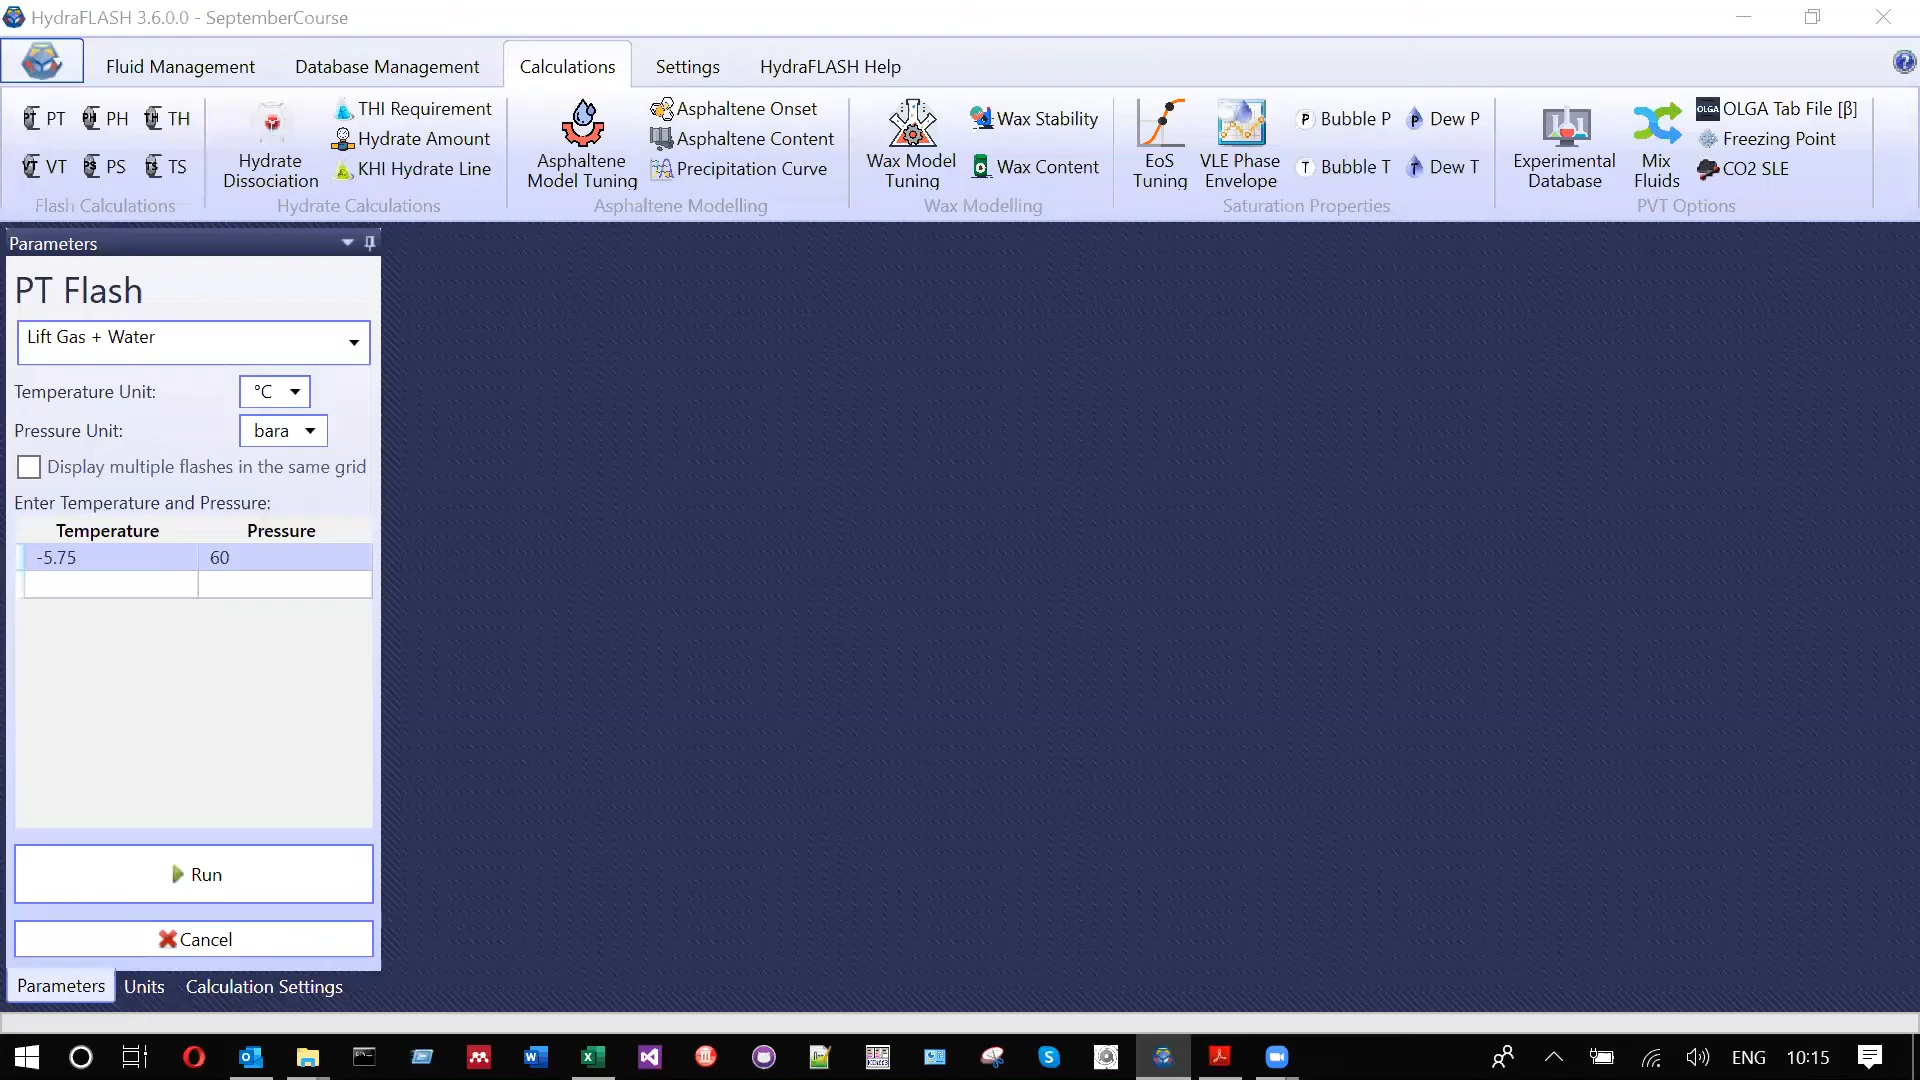 HydraFLASH 3.6.0.0 - SeptemberCourse
Fluid Management
Database Management
Calculations
Settings
HydraFLASH Help
PT
PH
TH
VT
PS
TS
Flash Calculations
Hydrate
Dissociation
THI Requirement
Hydrate Amount
KHI Hydrate Line
Hydrate Calculations
Asphaltene
Model Tuning
Asphaltene Onset
Asphaltene Content
Precipitation Curve
Asphaltene Modelling
Wax Model
Tuning
Wax Stability
Wax Content
Wax Modelling
EoS
Tuning
VLE Phase
Envelope
Bubble P
Dew P
Bubble T
Dew T
Saturation Properties
Experimental
Database
Mix
Fluids
OLGA
OLGA Tab File [β]
Freezing Point
CO2 SLE
PVT Options
Parameters
PT Flash
Lift Gas + Water
Temperature Unit:
°C
Pressure Unit:
bara
Display multiple flashes in the same grid
Enter Temperature and Pressure:
Temperature Pressure
-5.75 60
Run
Cancel
Parameters
Units
Calculation Settings
ENG
10:15